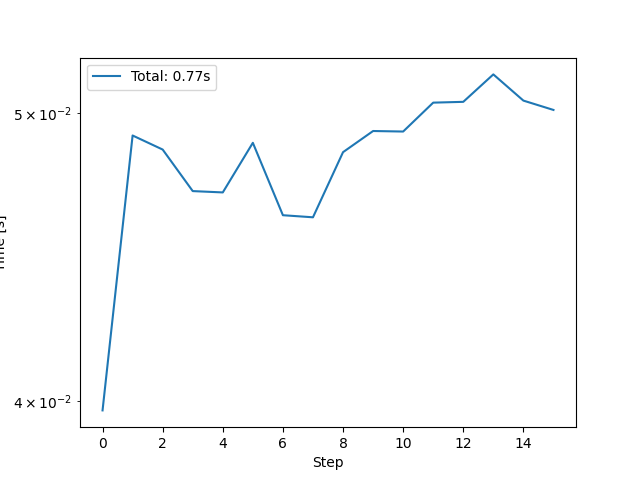 Total: 0.77s
5 × 10⁻²
Time [s]
4 × 10⁻²
0 2 4 6 8 10 12 14
Step